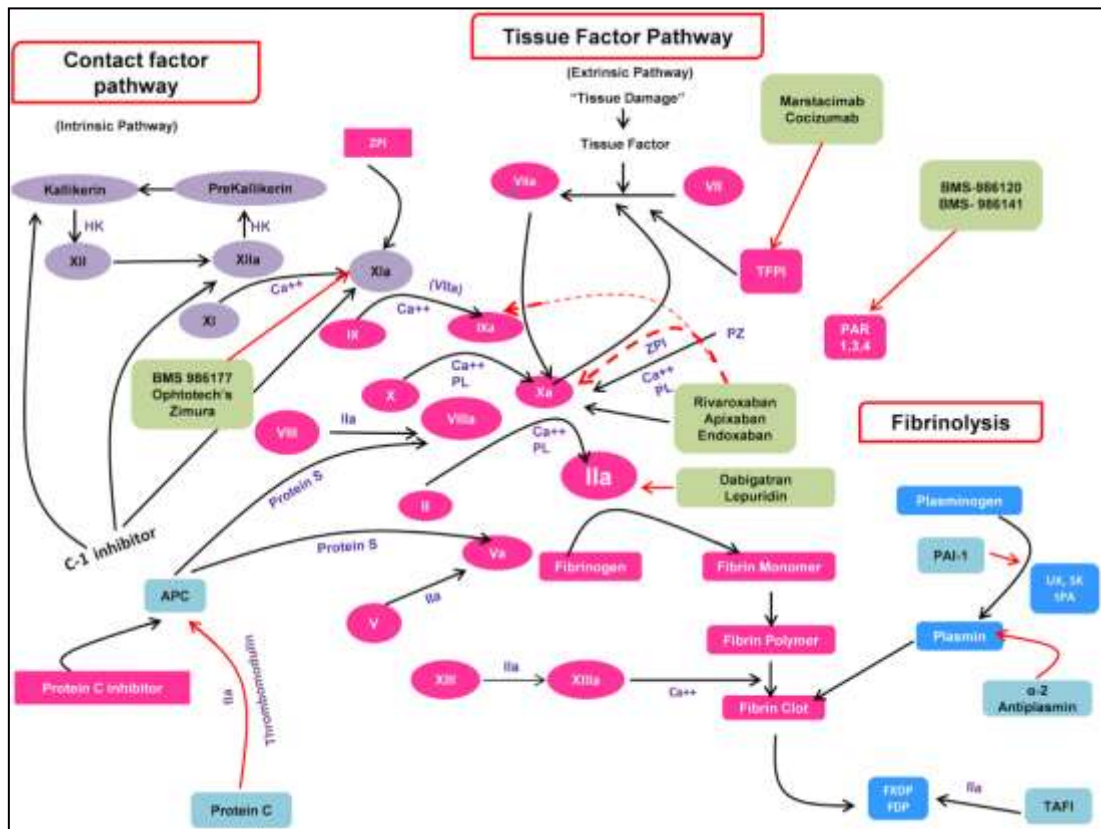 Contact factor
pathway
(Intrinsic Pathway)
Tissue Factor Pathway
(Extrinsic Pathway)
"Tissue Damage"
Tissue Factor
Marstacimab
Cocizumab
ZPI
Kallikerin
PreKallikerin
VIIa
VII
BMS-986120
BMS- 986141
HK
HK
XII
XIIa
XIa
TFPI
Ca++
(VIIa)
XI
IX
Ca++
IXa
PAR
1,3,4
BMS 986177
Ophtotech's
Zimura
X
Ca++
PL
Xa
ZPI
PZ
Ca++
PL
Rivaroxaban
Apixaban
Endoxaban
Fibrinolysis
VIII
IIa
VIIIa
Ca++
PL
IIa
Dabigatran
Lepuridin
Protein S
II
Plasminogen
C-1 inhibitor
Protein S
Va
Fibrinogen
Fibrin Monomer
PAI-1
UK, SK
tPA
APC
IIa
V
Fibrin Polymer
Plasmin
Protein C inhibitor
IIa
Thrombomodulin
XIII
IIa
XIIIa
Ca++
Fibrin Clot
α-2
Antiplasmin
Protein C
FXDP
FDP
IIa
TAFI